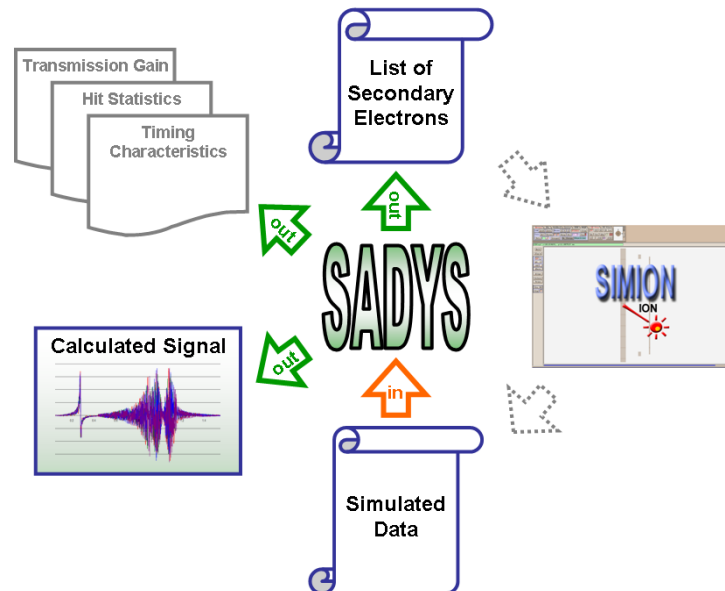 Transmission Gain
Hit Statistics
Timing
Characteristics
List of
Secondary
Electrons
out
out
SADYS
SIMION
ION
Calculated Signal
out
in
Simulated
Data